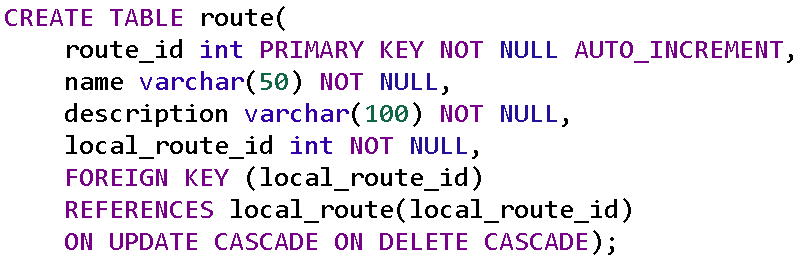 CREATE TABLE route(
    route_id int PRIMARY KEY NOT NULL AUTO_INCREMENT,
    name varchar(50) NOT NULL,
    description varchar(100) NOT NULL,
    local_route_id int NOT NULL,
    FOREIGN KEY (local_route_id)
    REFERENCES local_route(local_route_id)
    ON UPDATE CASCADE ON DELETE CASCADE);